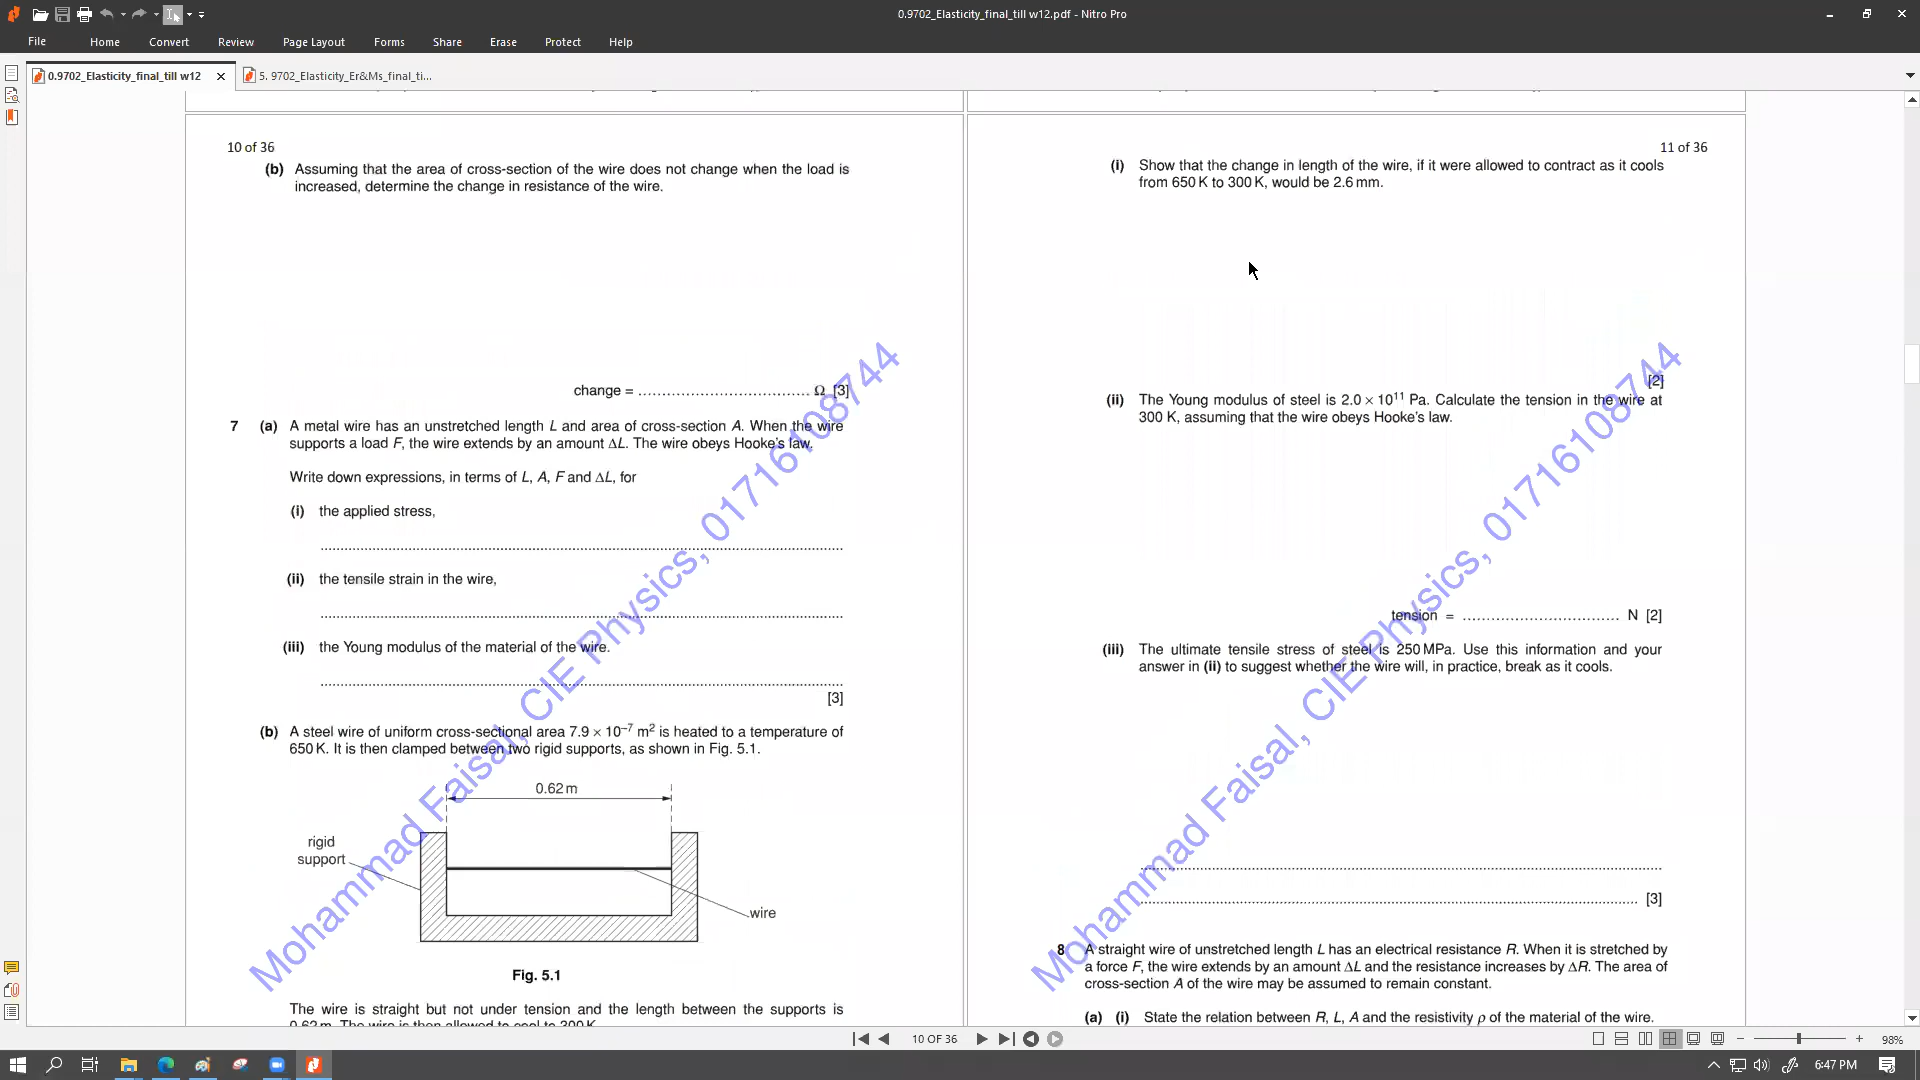 0.9702_Elasticity_final_till w12.pdf - Nitro Pro
File Home Convert Review Page Layout Forms Share Erase Protect Help
0.9702_Elasticity_final_till w12
5. 9702_Elasticity_Er&Ms_final_ti...
10 of 36
(b) Assuming that the area of cross-section of the wire does not change when the load is
increased, determine the change in resistance of the wire.
change = .................................... Ω [3]
7 (a) A metal wire has an unstretched length L and area of cross-section A. When the wire
supports a load F, the wire extends by an amount ΔL. The wire obeys Hooke's law.
Write down expressions, in terms of L, A, F and ΔL, for
(i) the applied stress,
(ii) the tensile strain in the wire,
(iii) the Young modulus of the material of the wire.
[3]
(b) A steel wire of uniform cross-sectional area 7.9 × 10⁻⁷ m² is heated to a temperature of
650 K. It is then clamped between two rigid supports, as shown in Fig. 5.1.
0.62 m
rigid
support
wire
Fig. 5.1
The wire is straight but not under tension and the length between the supports is
0.62 m. The wire is then allowed to cool to 300 K.
Mohammad Faisal, CIE Physics, 01716108744
11 of 36
(i) Show that the change in length of the wire, if it were allowed to contract as it cools
from 650 K to 300 K, would be 2.6 mm.
[2]
(ii) The Young modulus of steel is 2.0 × 10¹¹ Pa. Calculate the tension in the wire at
300 K, assuming that the wire obeys Hooke's law.
tension = ................................ N [2]
(iii) The ultimate tensile stress of steel is 250 MPa. Use this information and your
answer in (ii) to suggest whether the wire will, in practice, break as it cools.
[3]
8 A straight wire of unstretched length L has an electrical resistance R. When it is stretched by
a force F, the wire extends by an amount ΔL and the resistance increases by ΔR. The area of
cross-section A of the wire may be assumed to remain constant.
(a) (i) State the relation between R, L, A and the resistivity ρ of the material of the wire.
Mohammad Faisal, CIE Physics, 01716108744
10 OF 36
98%
6:47 PM